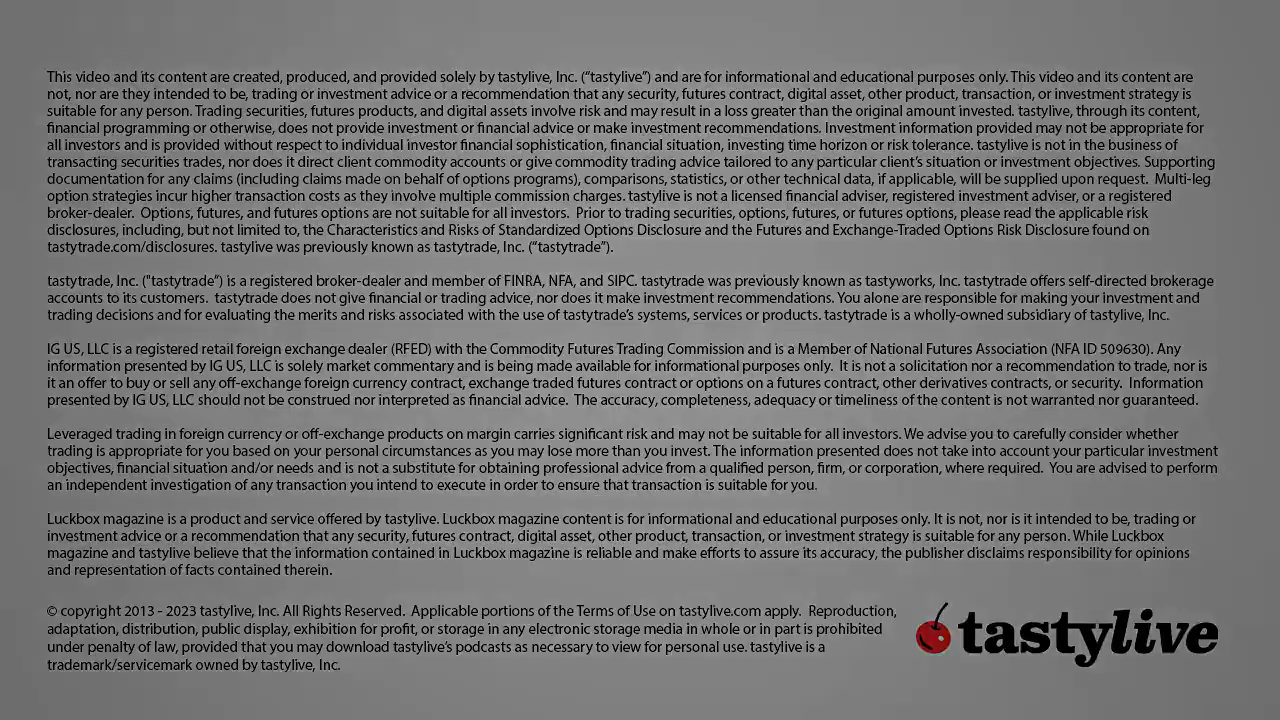 This video and its content are created, produced, and provided solely by tastylive, Inc. (“tastylive”) and are for informational and educational purposes only. This video and its content are
not, nor are they intended to be, trading or investment advice or a recommendation that any security, futures contract, digital asset, other product, transaction, or investment strategy is
suitable for any person. Trading securities, futures products, and digital assets involve risk and may result in a loss greater than the original amount invested. tastylive, through its content,
financial programming or otherwise, does not provide investment or financial advice or make investment recommendations. Investment information provided may not be appropriate for
all investors and is provided without respect to individual investor financial sophistication, financial situation, investing time horizon or risk tolerance. tastylive is not in the business of
transacting securities trades, nor does it direct client commodity accounts or give commodity trading advice tailored to any particular client’s situation or investment objectives. Supporting
documentation for any claims (including claims made on behalf of options programs), comparisons, statistics, or other technical data, if applicable, will be supplied upon request.  Multi-leg
option strategies incur higher transaction costs as they involve multiple commission charges. tastylive is not a licensed financial adviser, registered investment adviser, or a registered
broker-dealer.  Options, futures, and futures options are not suitable for all investors.  Prior to trading securities, options, futures, or futures options, please read the applicable risk
disclosures, including, but not limited to, the Characteristics and Risks of Standardized Options Disclosure and the Futures and Exchange-Traded Options Risk Disclosure found on
tastytrade.com/disclosures. tastylive was previously known as tastytrade, Inc. (“tastytrade”).
tastytrade, Inc. ("tastytrade”) is a registered broker-dealer and member of FINRA, NFA, and SIPC. tastytrade was previously known as tastyworks, Inc. tastytrade offers self-directed brokerage
accounts to its customers.  tastytrade does not give financial or trading advice, nor does it make investment recommendations. You alone are responsible for making your investment and
trading decisions and for evaluating the merits and risks associated with the use of tastytrade’s systems, services or products. tastytrade is a wholly-owned subsidiary of tastylive, Inc.
IG US, LLC is a registered retail foreign exchange dealer (RFED) with the Commodity Futures Trading Commission and is a Member of National Futures Association (NFA ID 509630). Any
information presented by IG US, LLC is solely market commentary and is being made available for informational purposes only.  It is not a solicitation nor a recommendation to trade, nor is
it an offer to buy or sell any off-exchange foreign currency contract, exchange traded futures contract or options on a futures contract, other derivatives contracts, or security.  Information
presented by IG US, LLC should not be construed nor interpreted as financial advice.  The accuracy, completeness, adequacy or timeliness of the content is not warranted nor guaranteed.
Leveraged trading in foreign currency or off-exchange products on margin carries significant risk and may not be suitable for all investors. We advise you to carefully consider whether
trading is appropriate for you based on your personal circumstances as you may lose more than you invest. The information presented does not take into account your particular investment
objectives, financial situation and/or needs and is not a substitute for obtaining professional advice from a qualified person, firm, or corporation, where required.  You are advised to perform
an independent investigation of any transaction you intend to execute in order to ensure that transaction is suitable for you.
Luckbox magazine is a product and service offered by tastylive. Luckbox magazine content is for informational and educational purposes only. It is not, nor is it intended to be, trading or
investment advice or a recommendation that any security, futures contract, digital asset, other product, transaction, or investment strategy is suitable for any person. While Luckbox
magazine and tastylive believe that the information contained in Luckbox magazine is reliable and make efforts to assure its accuracy, the publisher disclaims responsibility for opinions
and representation of facts contained therein.
© copyright 2013 - 2023 tastylive, Inc. All Rights Reserved.  Applicable portions of the Terms of Use on tastylive.com apply.  Reproduction,
adaptation, distribution, public display, exhibition for profit, or storage in any electronic storage media in whole or in part is prohibited
under penalty of law, provided that you may download tastylive’s podcasts as necessary to view for personal use. tastylive is a
trademark/servicemark owned by tastylive, Inc.
tastylive